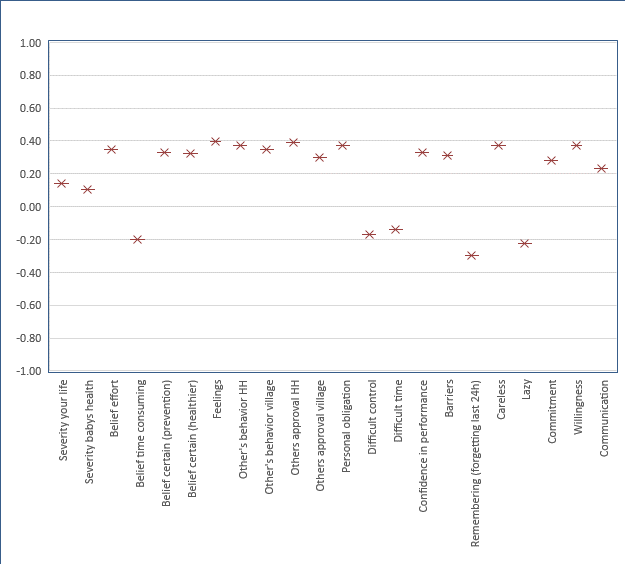 1.00
0.80
0.60
0.40
0.20
0.00
-0.20
-0.40
-0.60
-0.80
-1.00
Severity your life
Severity babys health
Belief effort
Belief time consuming
Belief certain (prevention)
Belief certain (healthier)
Feelings
Other's behavior HH
Other's behavior village
Others approval HH
Others approval village
Personal obligation
Difficult control
Difficult time
Confidence in performance
Barriers
Remembering (forgetting last 24h)
Careless
Lazy
Commitment
Willingness
Communication